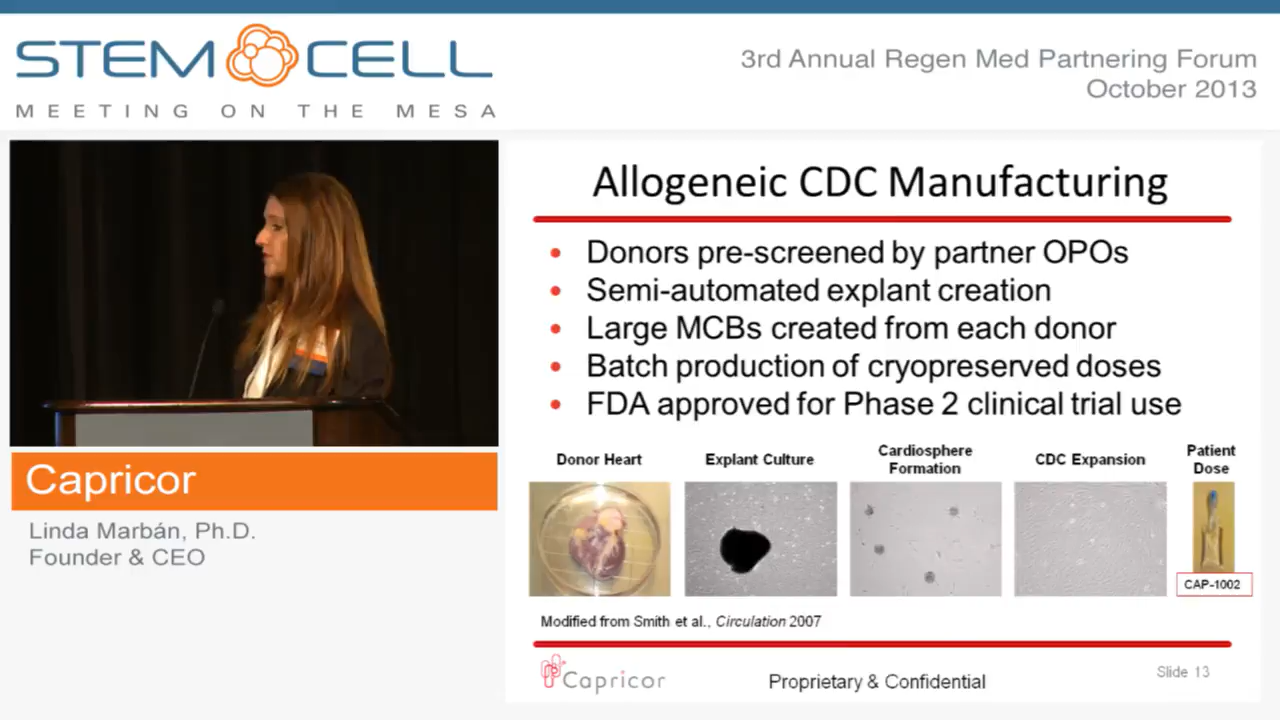 STEM CELL
MEETING ON THE MESA
3rd Annual Regen Med Partnering Forum
October 2013
Capricor
Linda Marbán, Ph.D.
Founder & CEO
Allogeneic CDC Manufacturing
• Donors pre-screened by partner OPOs
• Semi-automated explant creation
• Large MCBs created from each donor
• Batch production of cryopreserved doses
• FDA approved for Phase 2 clinical trial use
Donor Heart
Explant Culture
Cardiosphere
Formation
CDC Expansion
Patient
Dose
CAP-1002
Modified from Smith et al., Circulation 2007
Capricor
Proprietary & Confidential
Slide 13